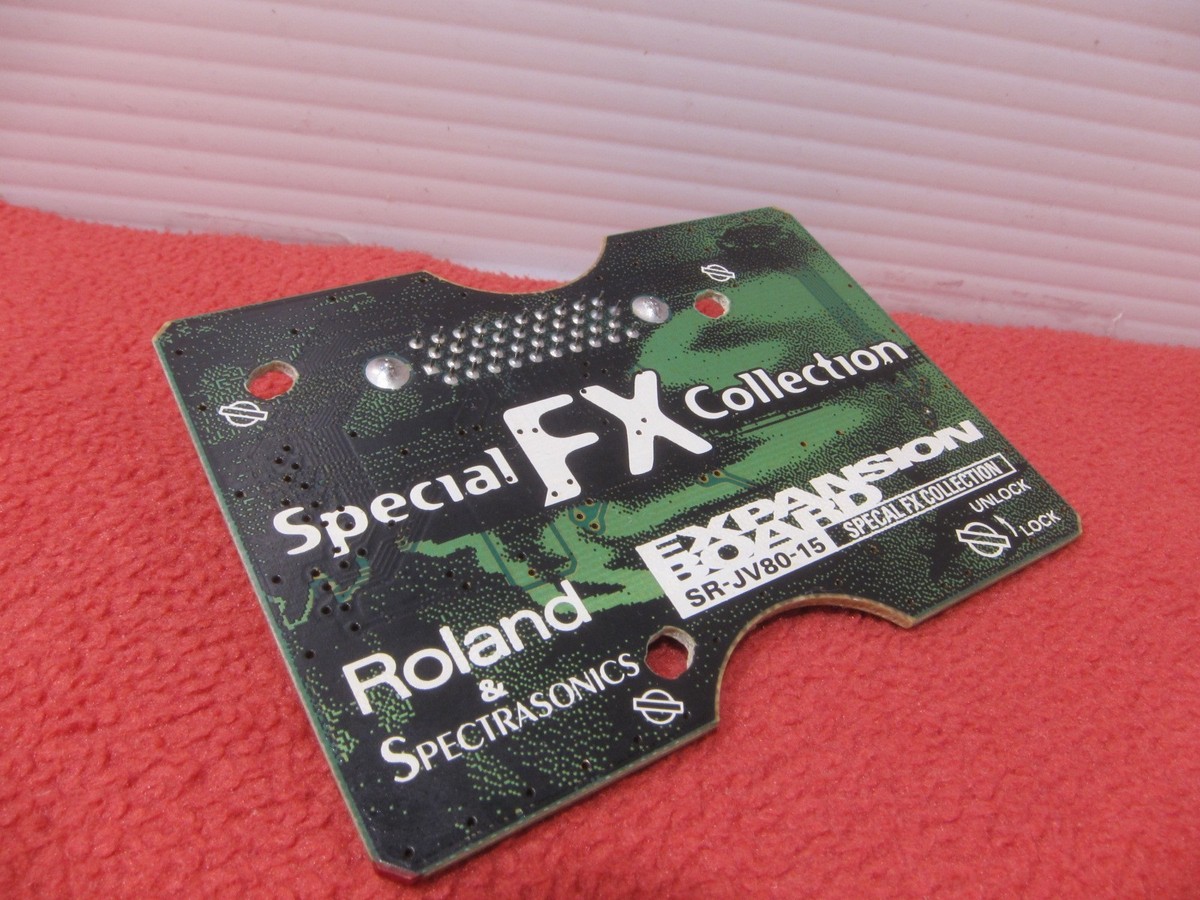 Special FX Collection
EXPANSION
BOARD
SR-JV80-15
SPECAL FX COLLECTION
UNLOCK
LOCK
Roland
&
SPECTRASONICS